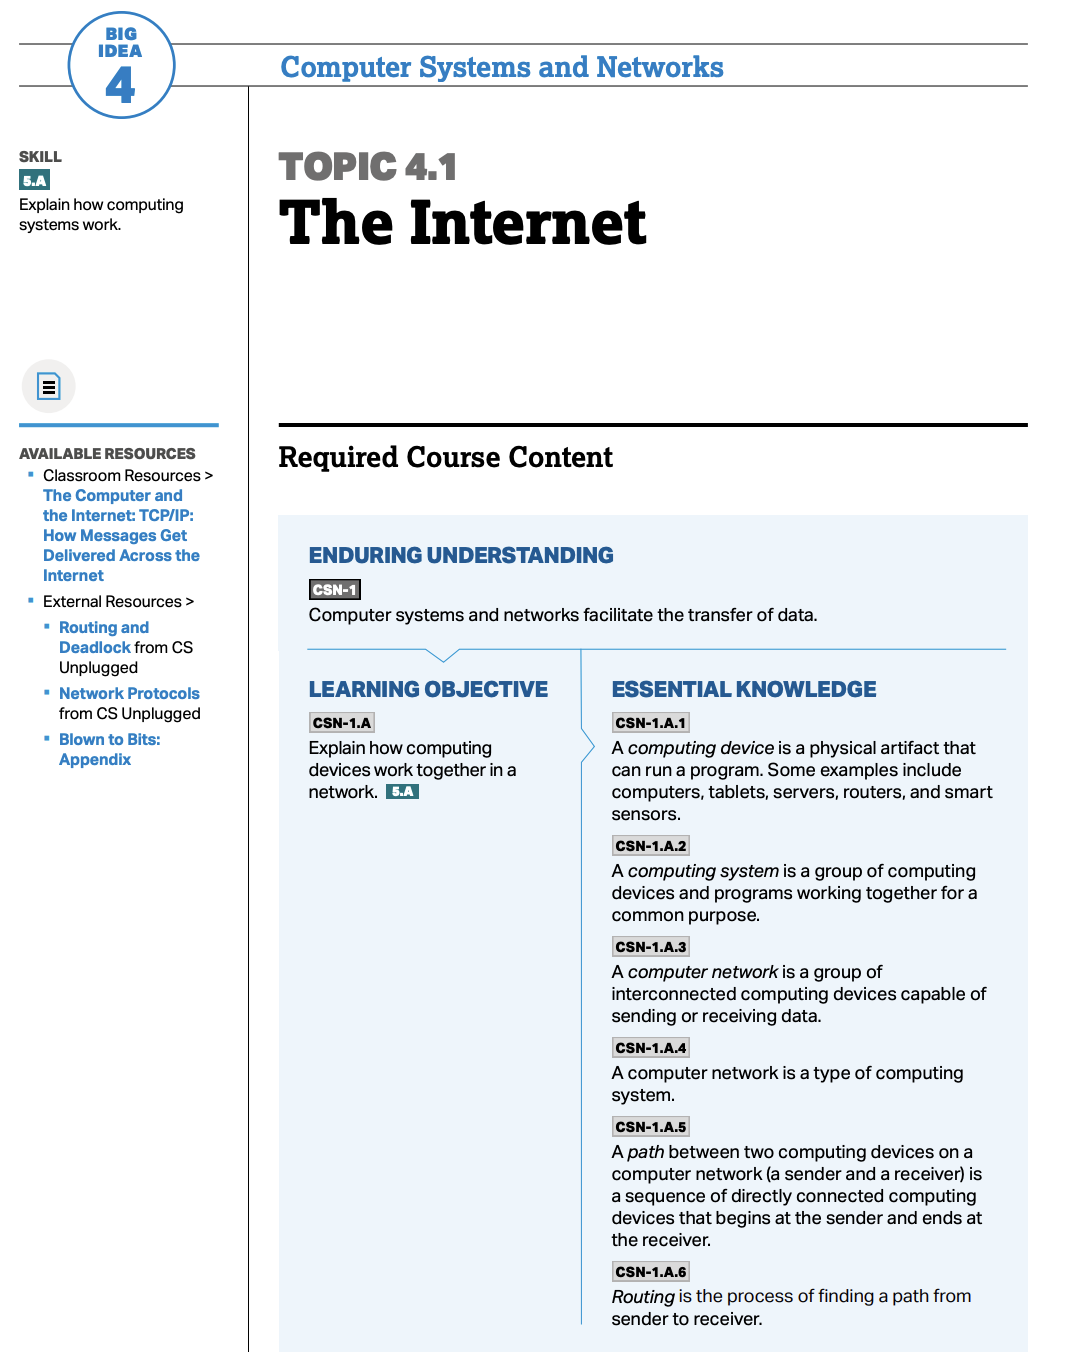 BIG
IDEA
4
Computer Systems and Networks
SKILL
5.A
Explain how computing
systems work.
TOPIC 4.1
The Internet
AVAILABLE RESOURCES
Classroom Resources >
The Computer and
the Internet: TCP/IP:
How Messages Get
Delivered Across the
Internet
External Resources >
Routing and
Deadlock from CS
Unplugged
Network Protocols
from CS Unplugged
Blown to Bits:
Appendix
Required Course Content
ENDURING UNDERSTANDING
CSN-1
Computer systems and networks facilitate the transfer of data.
LEARNING OBJECTIVE
CSN-1.A
Explain how computing
devices work together in a
network. 5.A
ESSENTIAL KNOWLEDGE
CSN-1.A.1
A computing device is a physical artifact that
can run a program. Some examples include
computers, tablets, servers, routers, and smart
sensors.
CSN-1.A.2
A computing system is a group of computing
devices and programs working together for a
common purpose.
CSN-1.A.3
A computer network is a group of
interconnected computing devices capable of
sending or receiving data.
CSN-1.A.4
A computer network is a type of computing
system.
CSN-1.A.5
A path between two computing devices on a
computer network (a sender and a receiver) is
a sequence of directly connected computing
devices that begins at the sender and ends at
the receiver.
CSN-1.A.6
Routing is the process of finding a path from
sender to receiver.